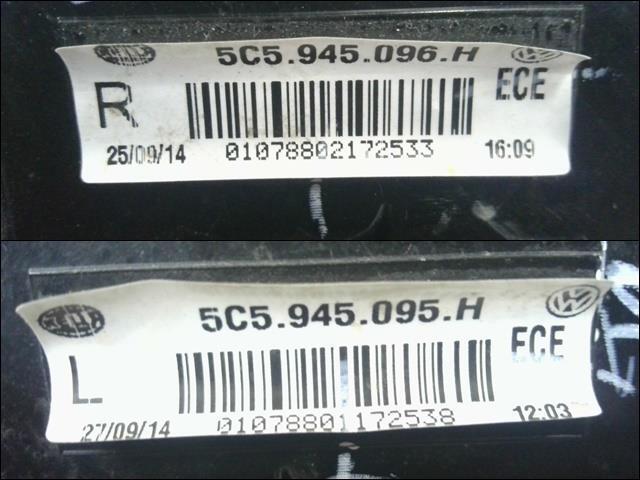 5C5.945.096.H
R
ECE
25/09/14 01078802172533 16:09
HELLA 5C5.945.095.H
L
ECE
27/09/14 01078801172538 12:03